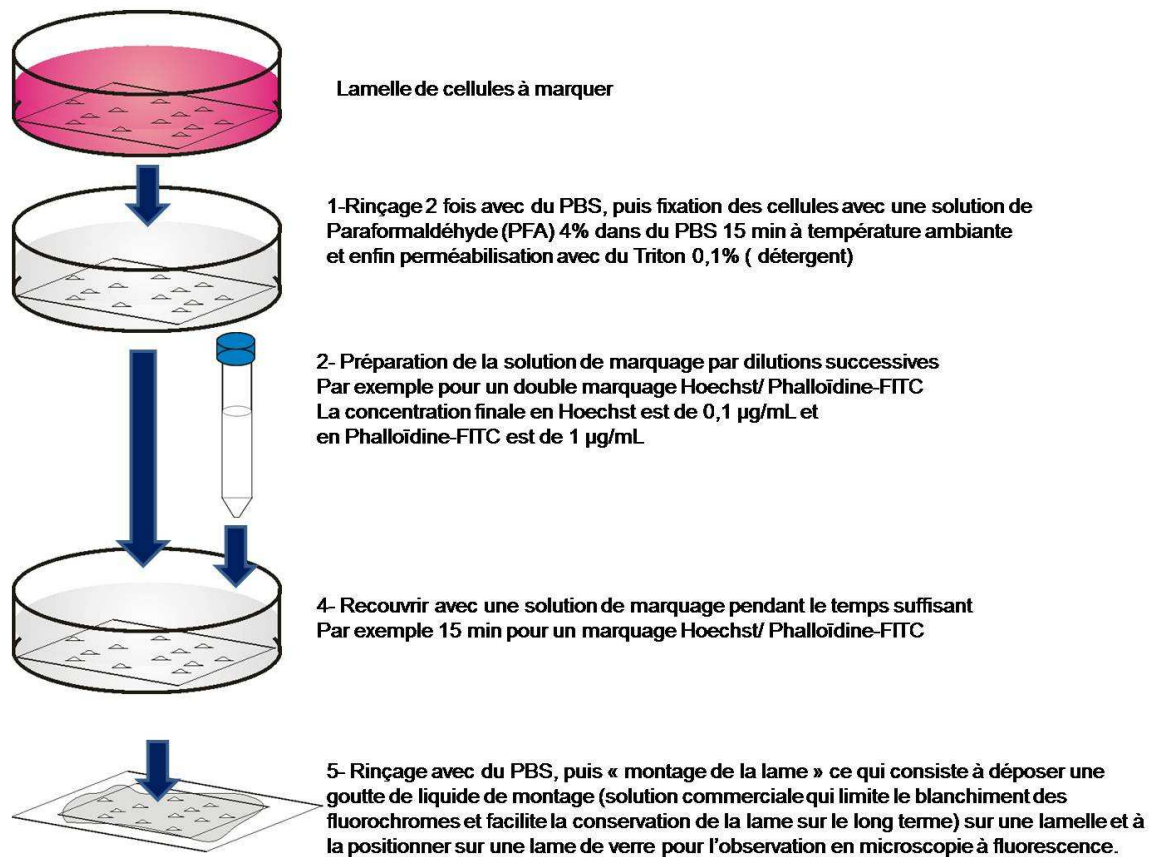 Lamelle de cellules à marquer
1-Rinçage 2 fois avec du PBS, puis fixation des cellules avec une solution de
Paraformaldéhyde (PFA) 4% dans du PBS 15 min à température ambiante
et enfin perméabilisation avec du Triton 0,1% ( détergent)
2- Préparation de la solution de marquage par dilutions successives
Par exemple pour un double marquage Hoechst/ Phalloïdine-FITC
La concentration finale en Hoechst est de 0,1 µg/mL et
en Phalloïdine-FITC est de 1 µg/mL
4- Recouvrir avec une solution de marquage pendant le temps suffisant
Par exemple 15 min pour un marquage Hoechst/ Phalloïdine-FITC
5- Rinçage avec du PBS, puis « montage de la lame » ce qui consiste à déposer une
goutte de liquide de montage (solution commerciale qui limite le blanchiment des
fluorochromes et facilite la conservation de la lame sur le long terme) sur une lamelle et à
la positionner sur une lame de verre pour l'observation en microscopie à fluorescence.